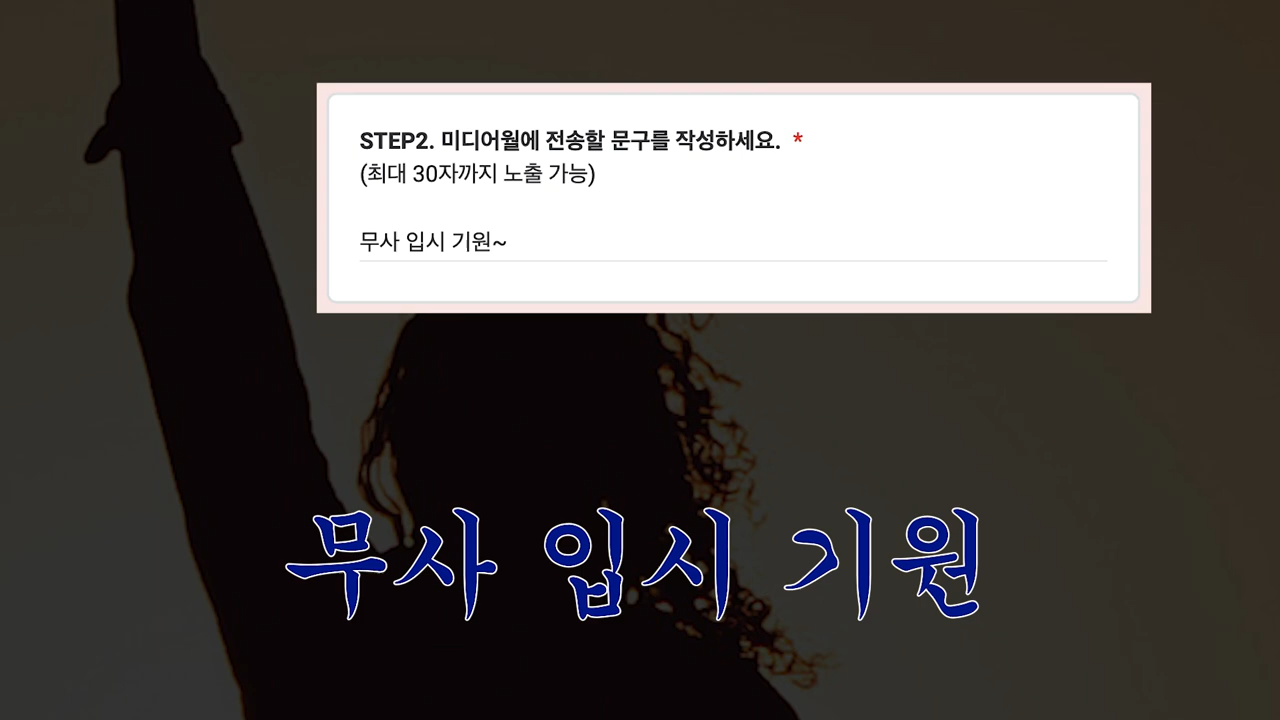 STEP2. 미디어월에 전송할 문구를 작성하세요. *
(최대 30자까지 노출 가능)
무사 입시 기원~
무사 입시 기원